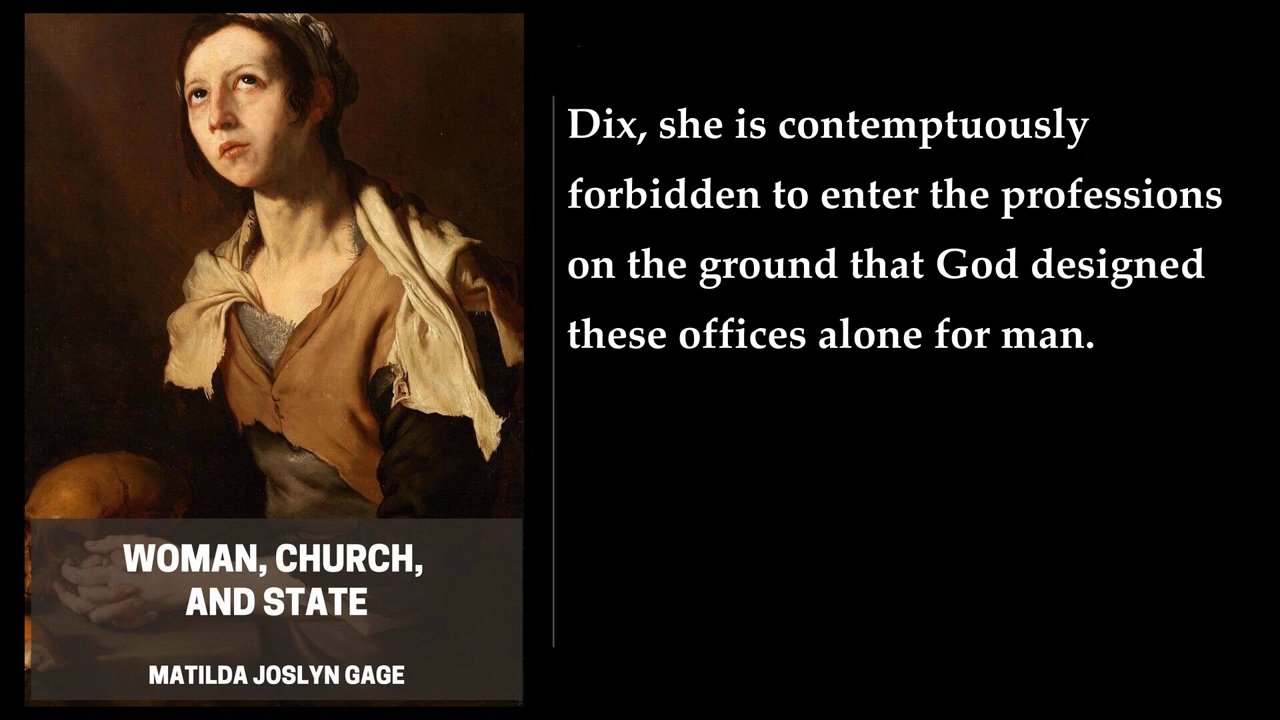 WOMAN, CHURCH,
AND STATE
MATILDA JOSLYN GAGE
Dix, she is contemptuously
forbidden to enter the professions
on the ground that God designed
these offices alone for man.